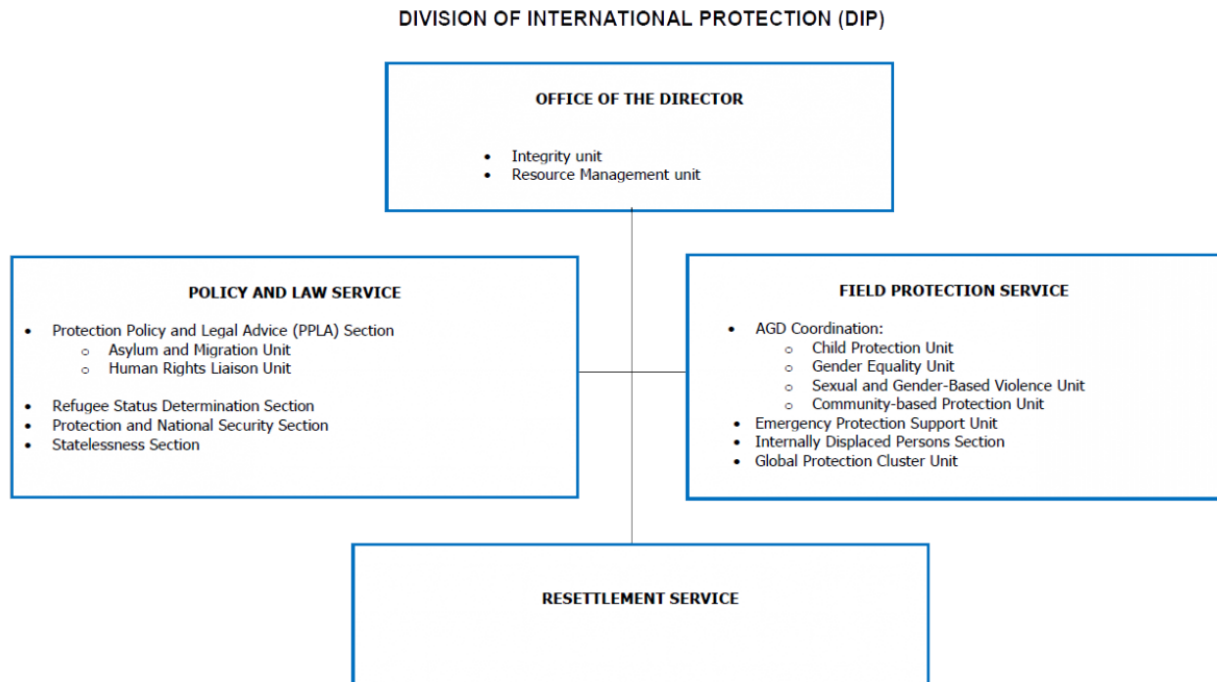 DIVISION OF INTERNATIONAL PROTECTION (DIP)
OFFICE OF THE DIRECTOR
• Integrity unit
• Resource Management unit
POLICY AND LAW SERVICE
• Protection Policy and Legal Advice (PPLA) Section
o Asylum and Migration Unit
o Human Rights Liaison Unit
• Refugee Status Determination Section
• Protection and National Security Section
• Statelessness Section
FIELD PROTECTION SERVICE
• AGD Coordination:
o Child Protection Unit
o Gender Equality Unit
o Sexual and Gender-Based Violence Unit
o Community-based Protection Unit
• Emergency Protection Support Unit
• Internally Displaced Persons Section
• Global Protection Cluster Unit
RESETTLEMENT SERVICE